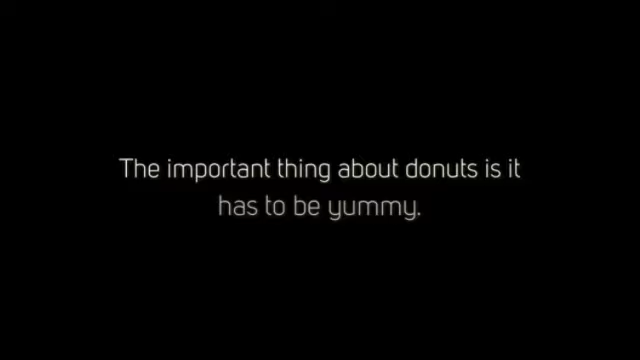 The important thing about donuts is it
has to be yummy.